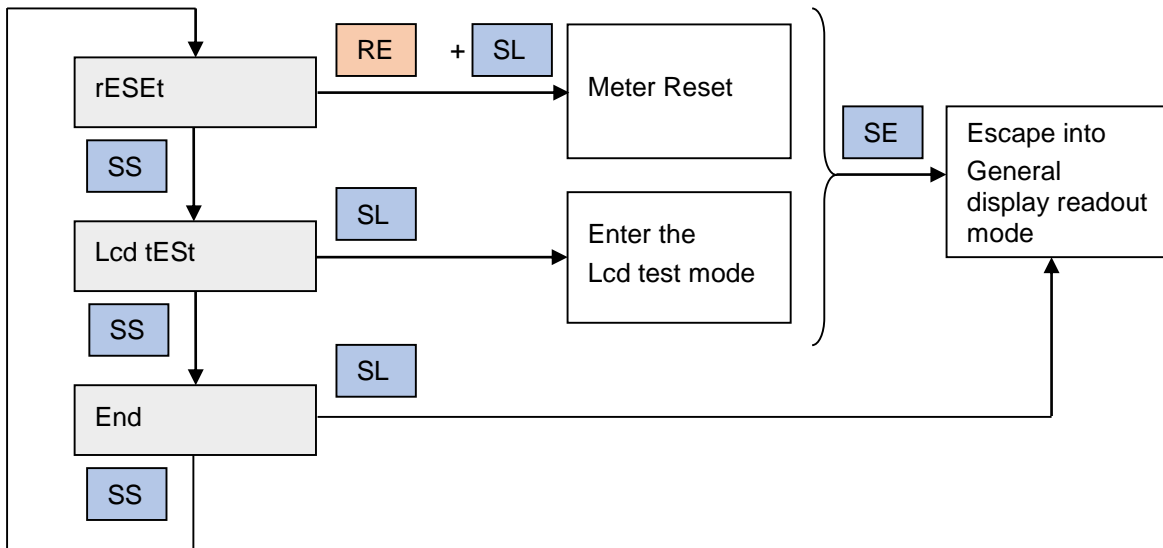 RE + SL
rESEt
Meter Reset
SS
SE
Escape into
General
display readout
mode
SL
Lcd tESt
Enter the
Lcd test mode
SS
SL
End
SS